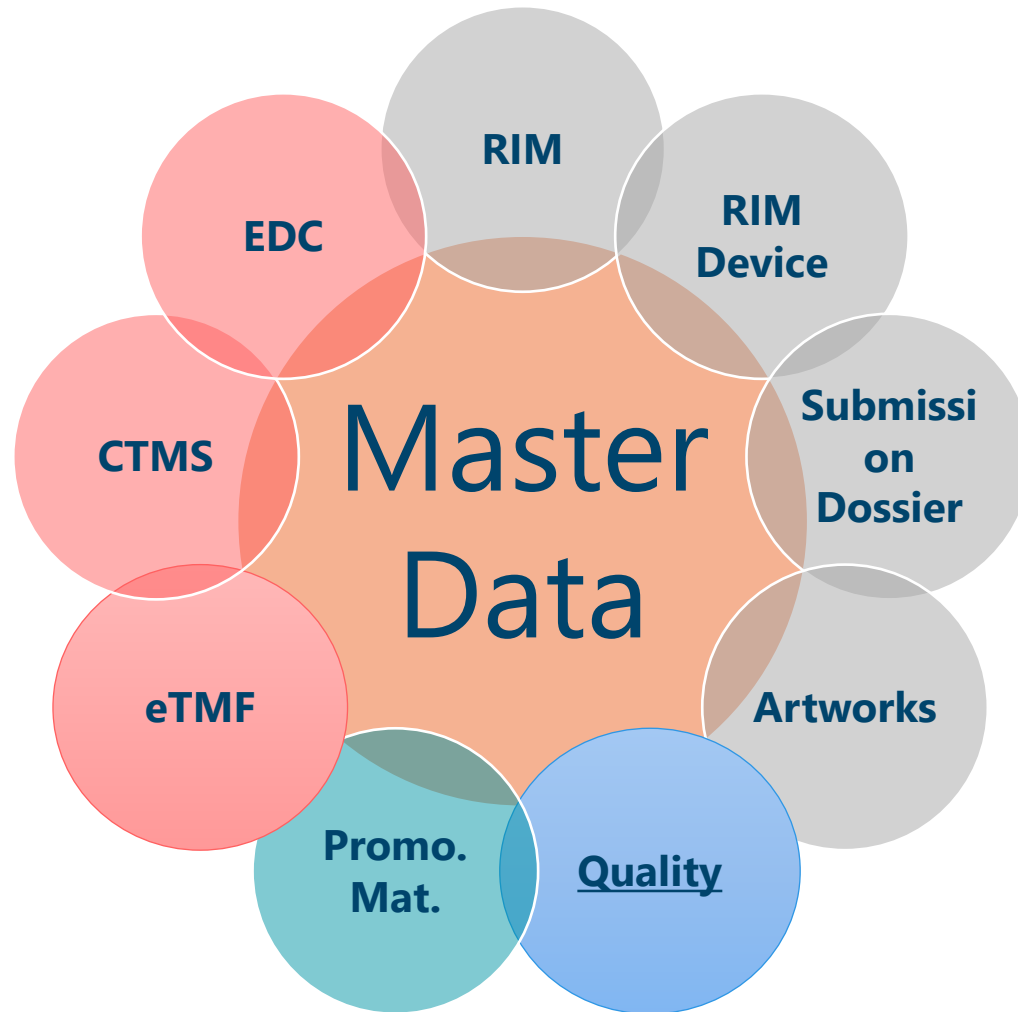 RIM
RIM
Device
Submissi
on
Dossier
Artworks
Quality
Promo.
Mat.
eTMF
CTMS
EDC
Master
Data